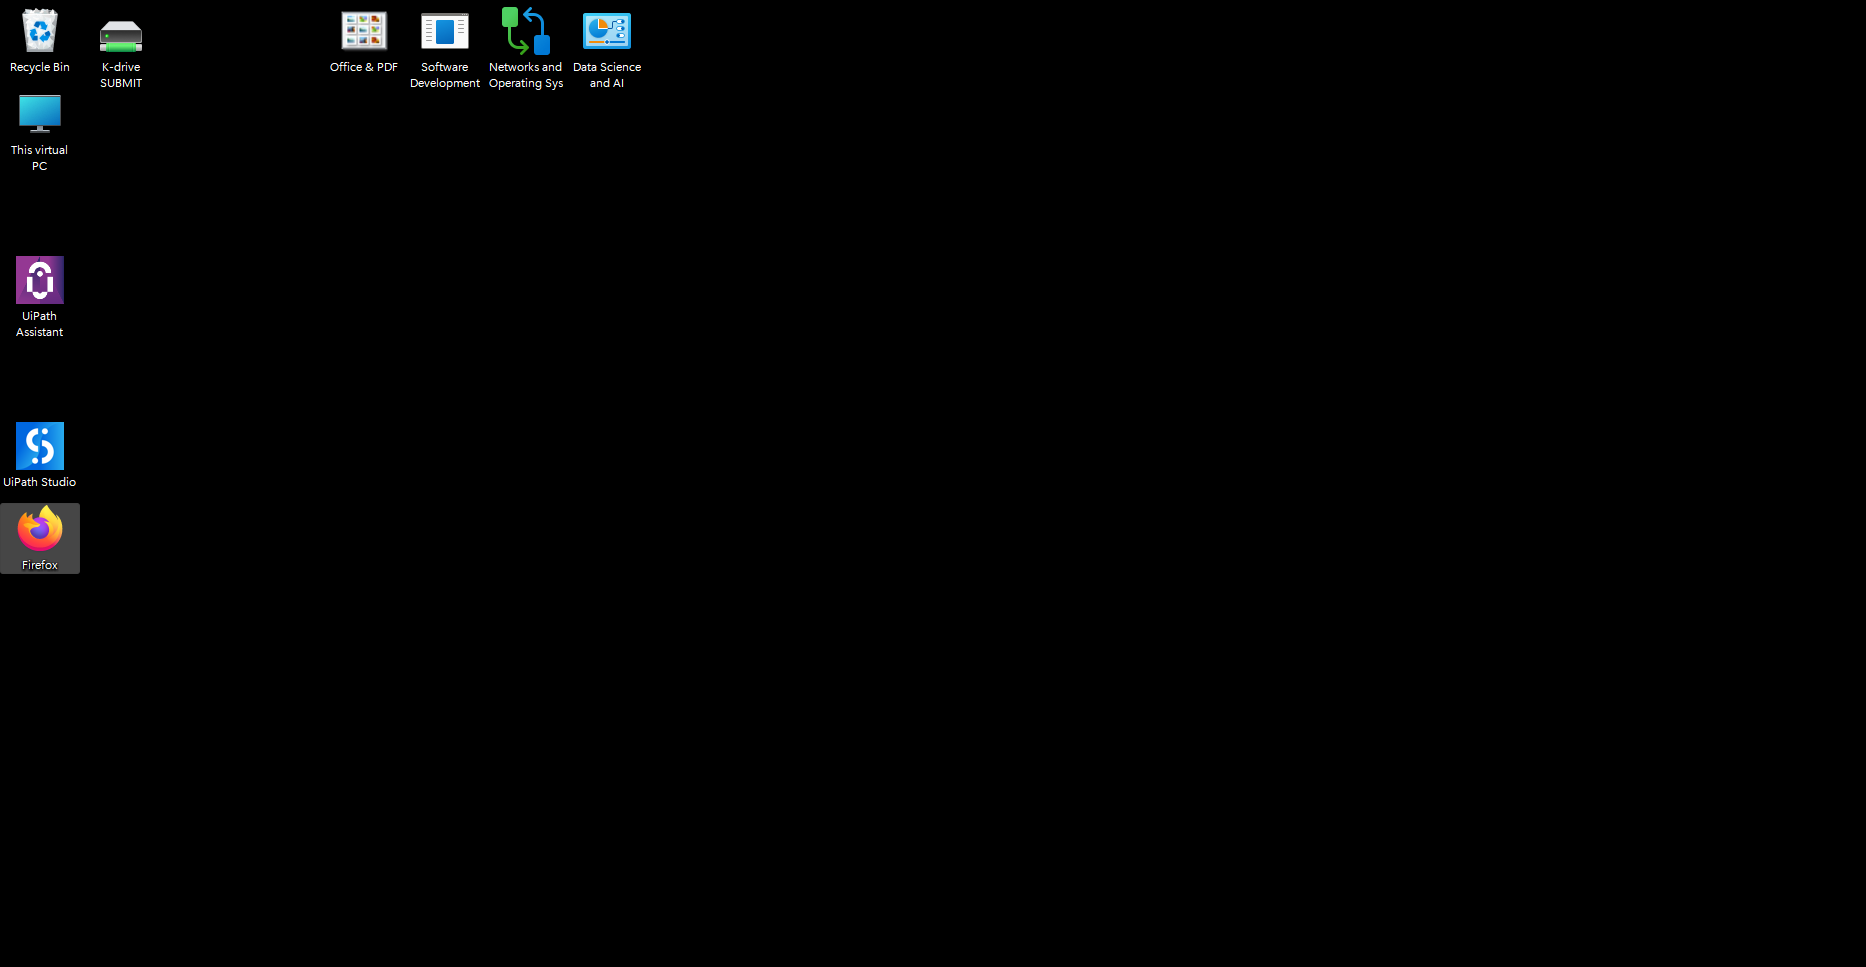 Recycle Bin
K-drive
SUBMIT
Office & PDF
Software
Development
Networks and
Operating Sys
Data Science
and AI
This virtual
PC
UiPath
Assistant
UiPath Studio
Firefox